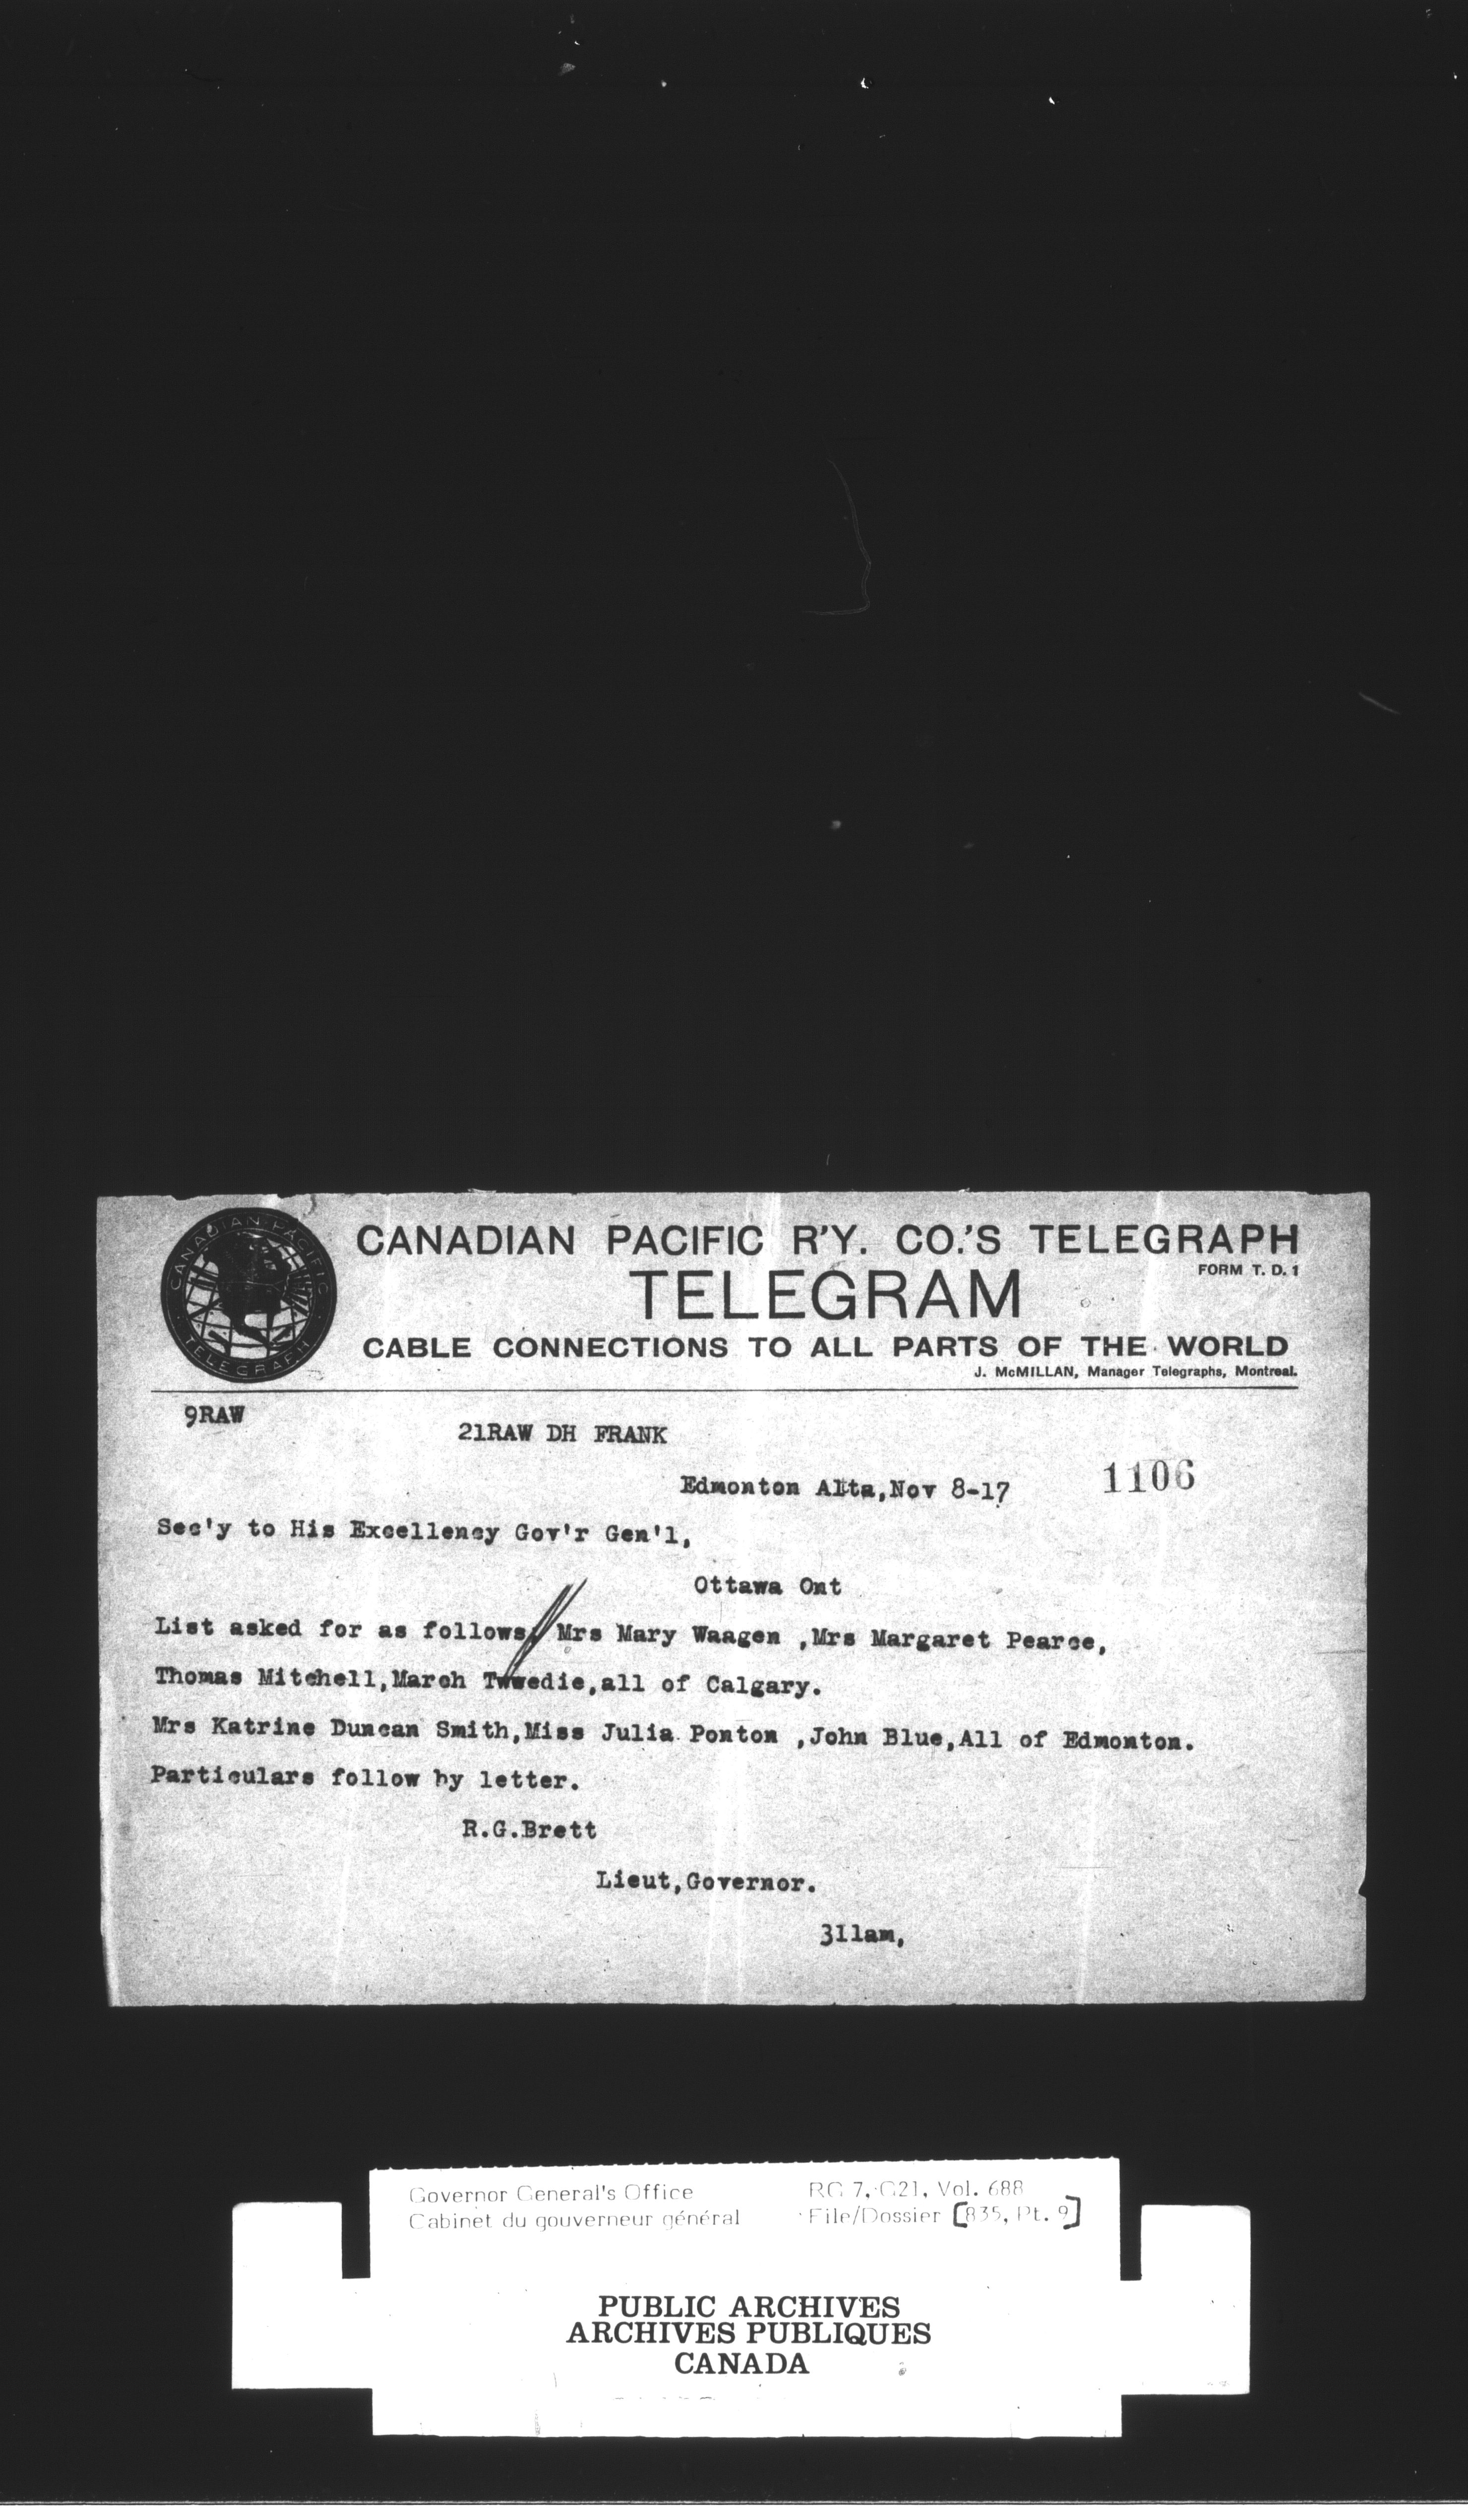 CANADIAN PACIFIC TELEGRAPH
CANADIAN PACIFIC R'Y. CO.'S TELEGRAPH
FORM T. D. 1
TELEGRAM
CABLE CONNECTIONS TO ALL PARTS OF THE WORLD
J. McMILLAN, Manager Telegraphs, Montreal.
9RAW
21RAW DH FRANK
Edmonton Alta,Nov 8-17
1106
Sec'y to His Excellency Gov'r Gen'l,
Ottawa Ont
List asked for as follows, Mrs Mary Waagen ,Mrs Margaret Pearce,
Thomas Mitchell,March Tweedie,all of Calgary.
Mrs Katrine Duncan Smith,Miss Julia Ponton ,John Blue,All of Edmonton.
Particulars follow by letter.
R.G.Brett
Lieut,Governor.
311am,
Governor General's Office
Cabinet du gouverneur général
RG 7, G21, Vol. 688
File/Dossier [835, Pt. 9]
PUBLIC ARCHIVES
ARCHIVES PUBLIQUES
CANADA